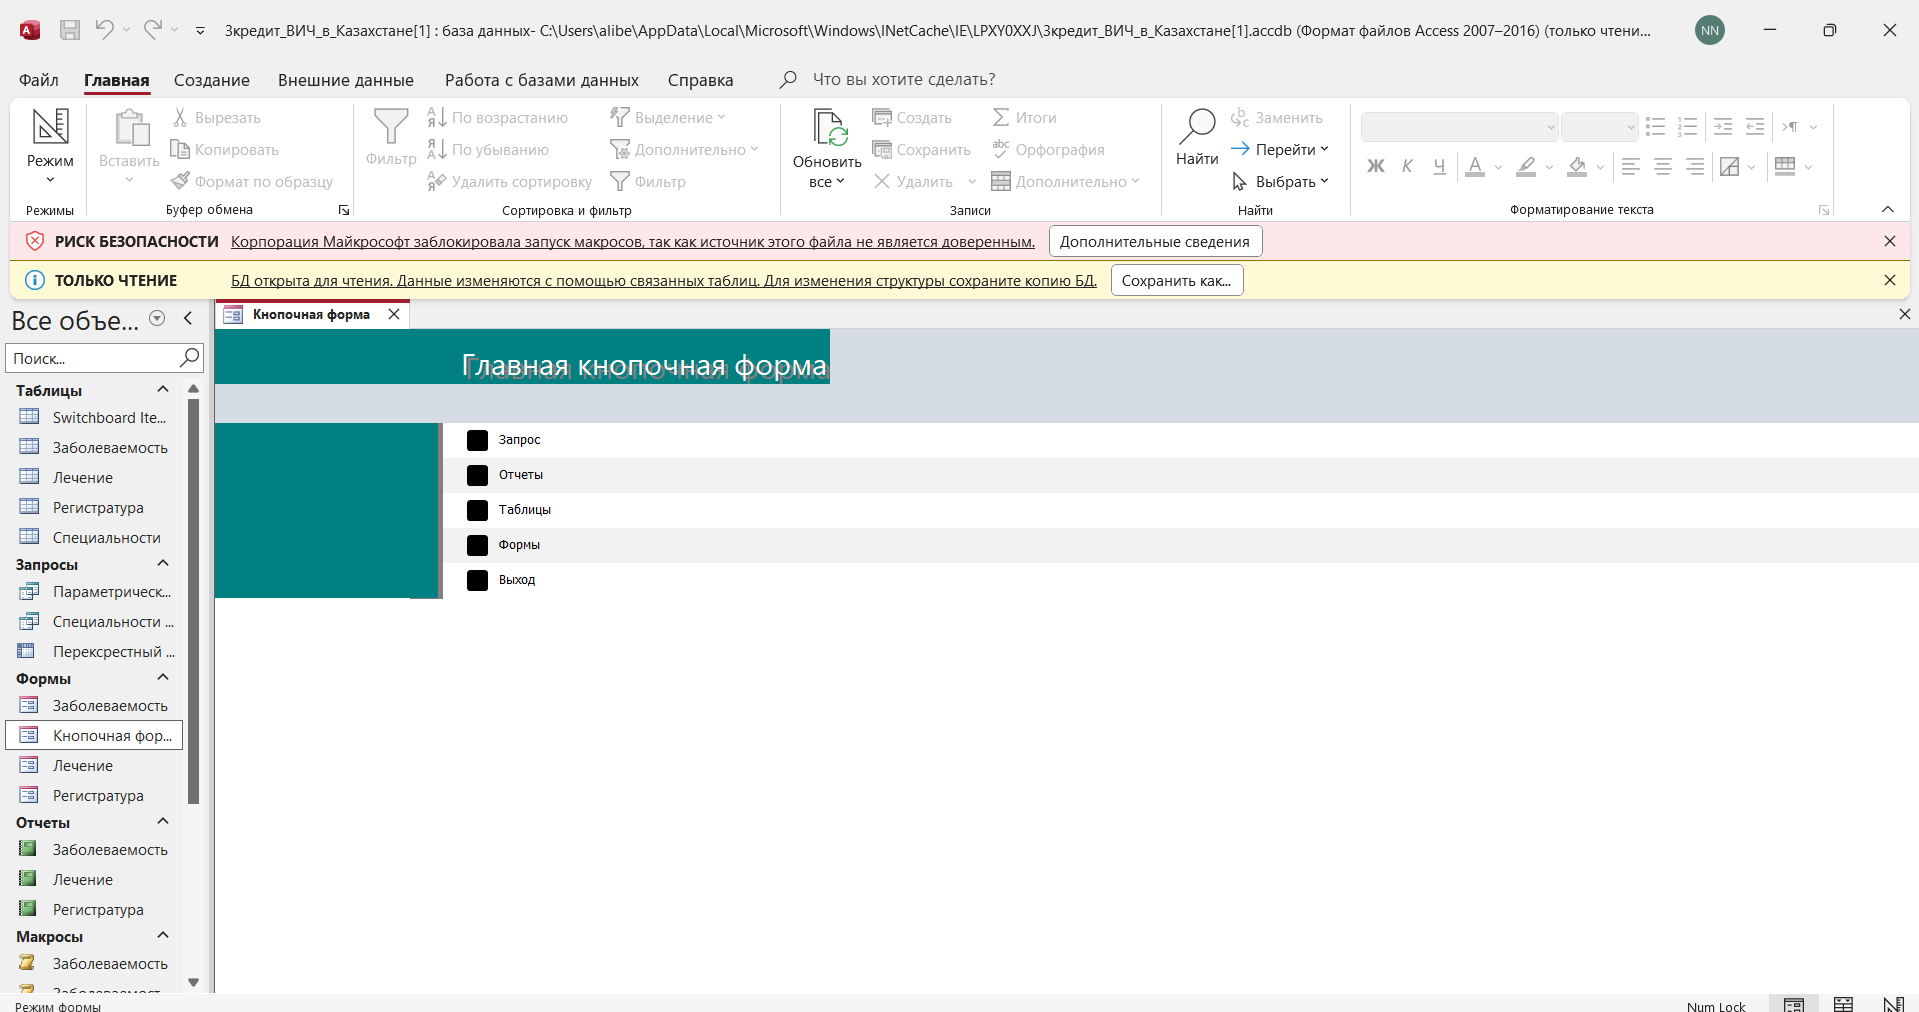 3кредит_ВИЧ_в_Казахстане[1] : база данных- C:\Users\alibe\AppData\Local\Microsoft\Windows\INetCache\IE\LPXY0XXJ\3кредит_ВИЧ_в_Казахстане[1].accdb (Формат файлов Access 2007–2016) (только чтени...
NN
Файл Главная Создание Внешние данные Работа с базами данных Справка Что вы хотите сделать?
Режим
Режимы
Вставить
Вырезать
Копировать
Формат по образцу
Буфер обмена
Фильтр
По возрастанию
По убыванию
Удалить сортировку
Выделение
Дополнительно
Фильтр
Сортировка и фильтр
Обновить
все
Создать
Сохранить
Удалить
Итоги
Орфография
Дополнительно
Записи
Найти
Заменить
Перейти
Выбрать
Найти
Ж К Ч А
Форматирование текста
РИСК БЕЗОПАСНОСТИ Корпорация Майкрософт заблокировала запуск макросов, так как источник этого файла не является доверенным. Дополнительные сведения
ТОЛЬКО ЧТЕНИЕ БД открыта для чтения. Данные изменяются с помощью связанных таблиц. Для изменения структуры сохраните копию БД. Сохранить как...
Все объе...
Поиск...
Таблицы
Switchboard Ite...
Заболеваемость
Лечение
Регистратура
Специальности
Запросы
Параметрическ...
Специальности ...
Перексрестный ...
Формы
Заболеваемость
Кнопочная фор...
Лечение
Регистратура
Отчеты
Заболеваемость
Лечение
Регистратура
Макросы
Заболеваемость
Заболеваемост
Кнопочная форма
Главная кнопочная форма
Запрос
Отчеты
Таблицы
Формы
Выход
Режим формы
Num Lock